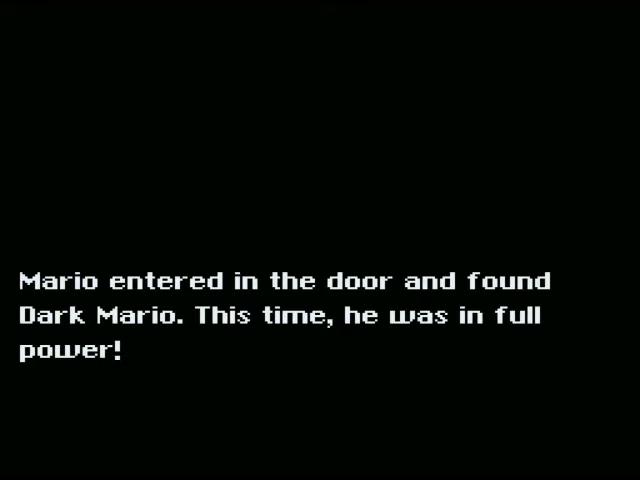 Mario entered in the door and found
Dark Mario. This time, he was in full
power!